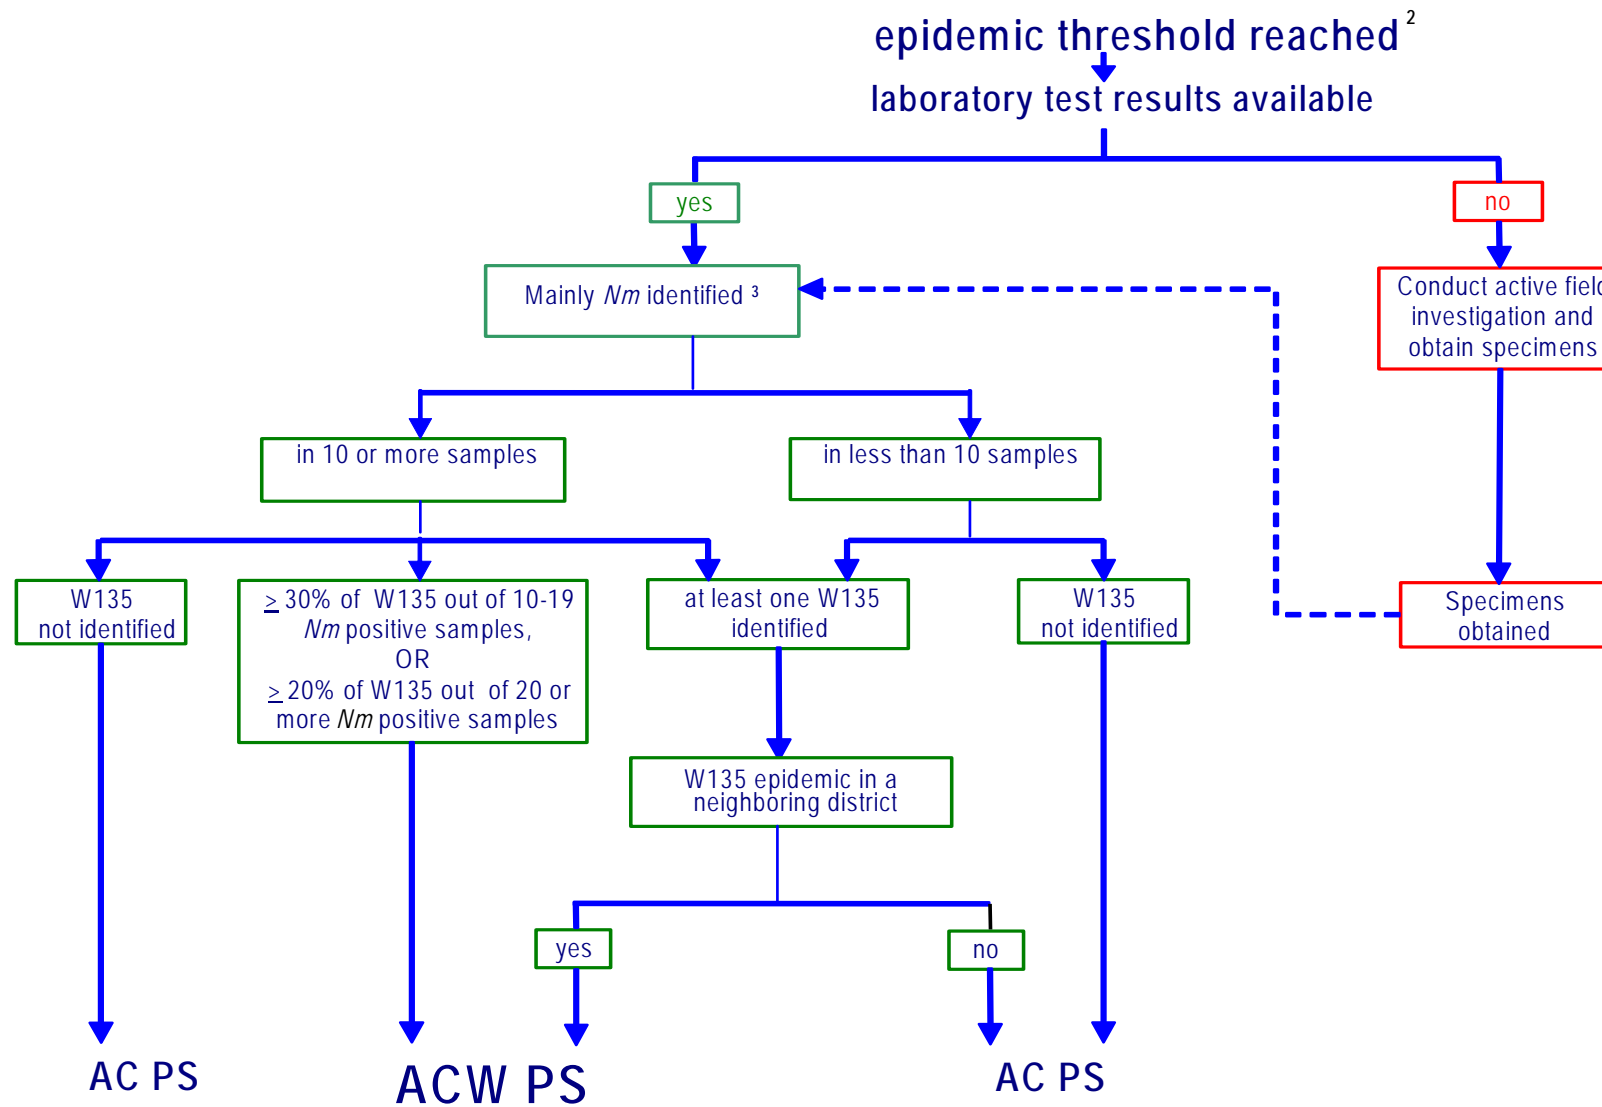 epidemic threshold reached 2
laboratory test results available
yes
no
Mainly Nm identified 3
Conduct active field
investigation and
obtain specimens
in 10 or more samples
in less than 10 samples
W135
not identified
≥ 30% of W135 out of 10-19
Nm positive samples,
OR
≥ 20% of W135 out of 20 or
more Nm positive samples
at least one W135
identified
W135
not identified
Specimens
obtained
W135 epidemic in a
neighboring district
yes
no
AC PS
ACW PS
AC PS